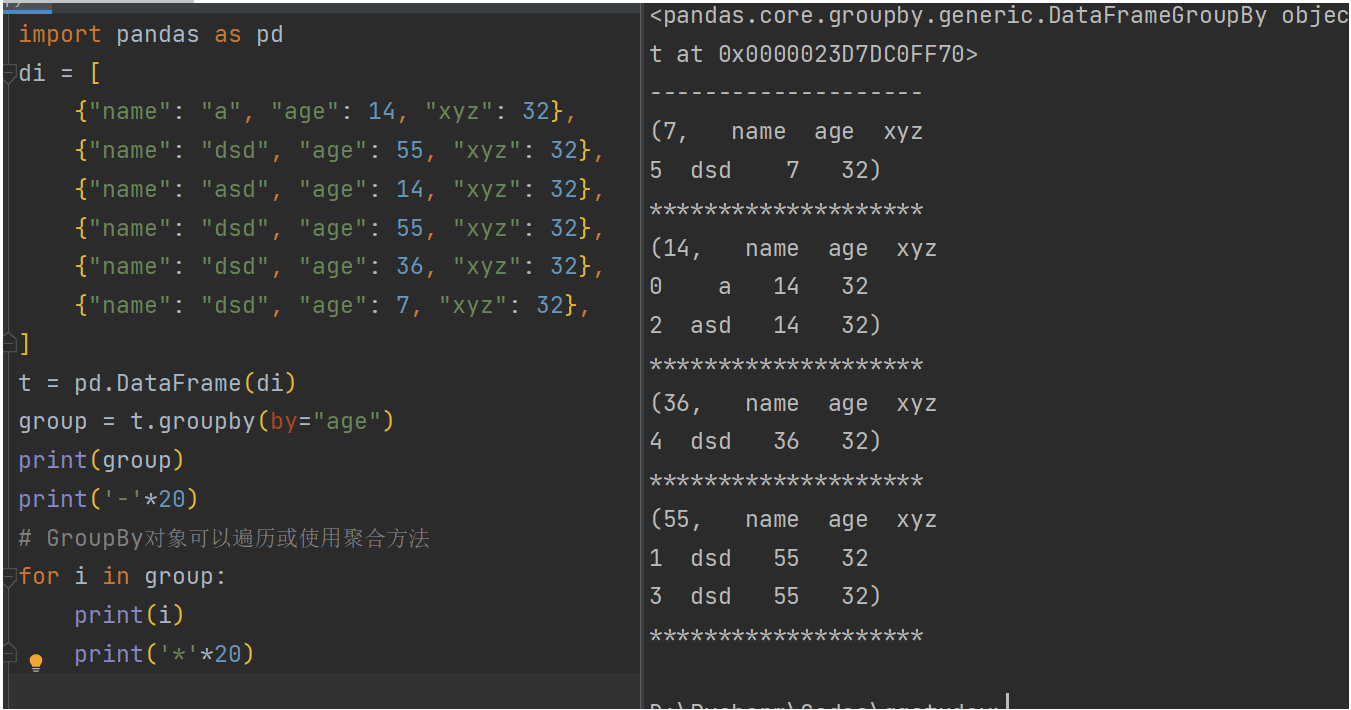 import pandas as pd
di = [
    {"name": "a", "age": 14, "xyz": 32},
    {"name": "dsd", "age": 55, "xyz": 32},
    {"name": "asd", "age": 14, "xyz": 32},
    {"name": "dsd", "age": 55, "xyz": 32},
    {"name": "dsd", "age": 36, "xyz": 32},
    {"name": "dsd", "age": 7, "xyz": 32},
]
t = pd.DataFrame(di)
group = t.groupby(by="age")
print(group)
print('-'*20)
# GroupBy对象可以遍历或使用聚合方法
for i in group:
    print(i)
    print('*'*20)
<pandas.core.groupby.generic.DataFrameGroupBy objec
t at 0x0000023D7DC0FF70>
--------------------
(7,   name  age  xyz
5  dsd    7   32)
********************
(14,   name  age  xyz
0    a   14   32
2  asd   14   32)
********************
(36,   name  age  xyz
4  dsd   36   32)
********************
(55,   name  age  xyz
1  dsd   55   32
3  dsd   55   32)
********************